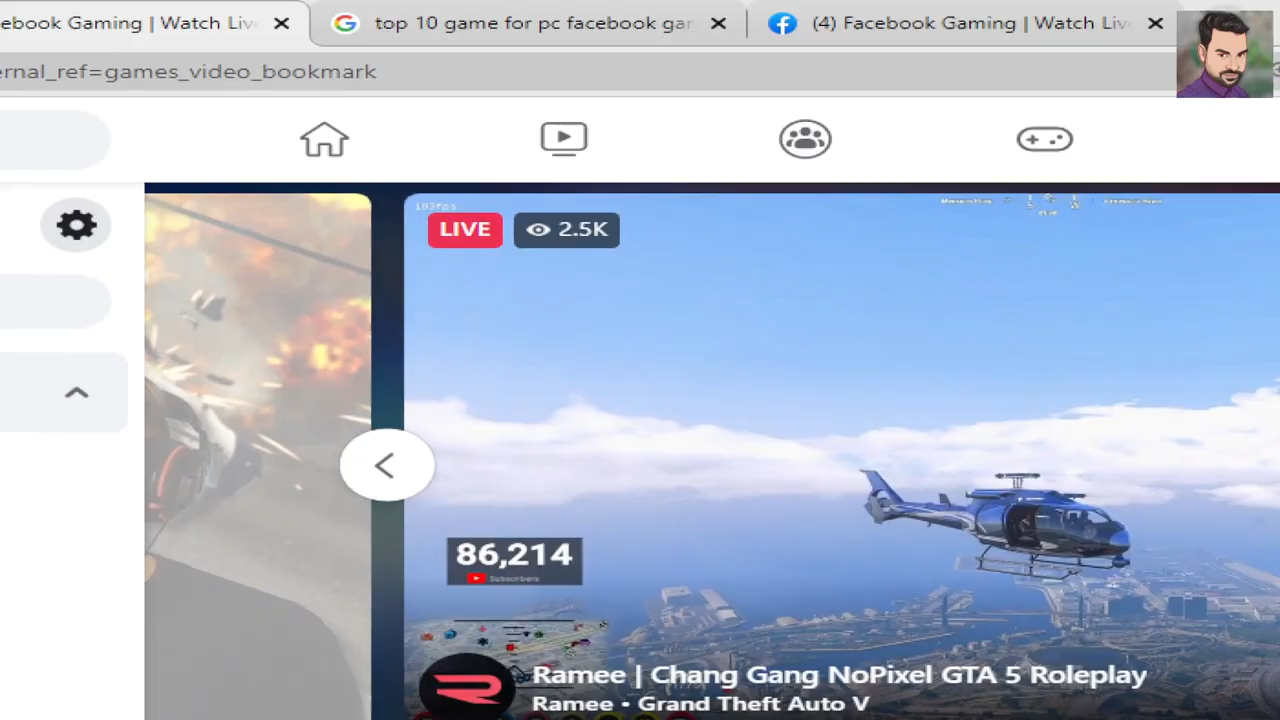 ebook Gaming | Watch Liv
top 10 game for pc facebook gar
(4) Facebook Gaming | Watch Liv
ernal_ref=games_video_bookmark
LIVE
2.5K
86,214
Subscribers
Ramee | Chang Gang NoPixel GTA 5 Roleplay
Ramee • Grand Theft Auto V